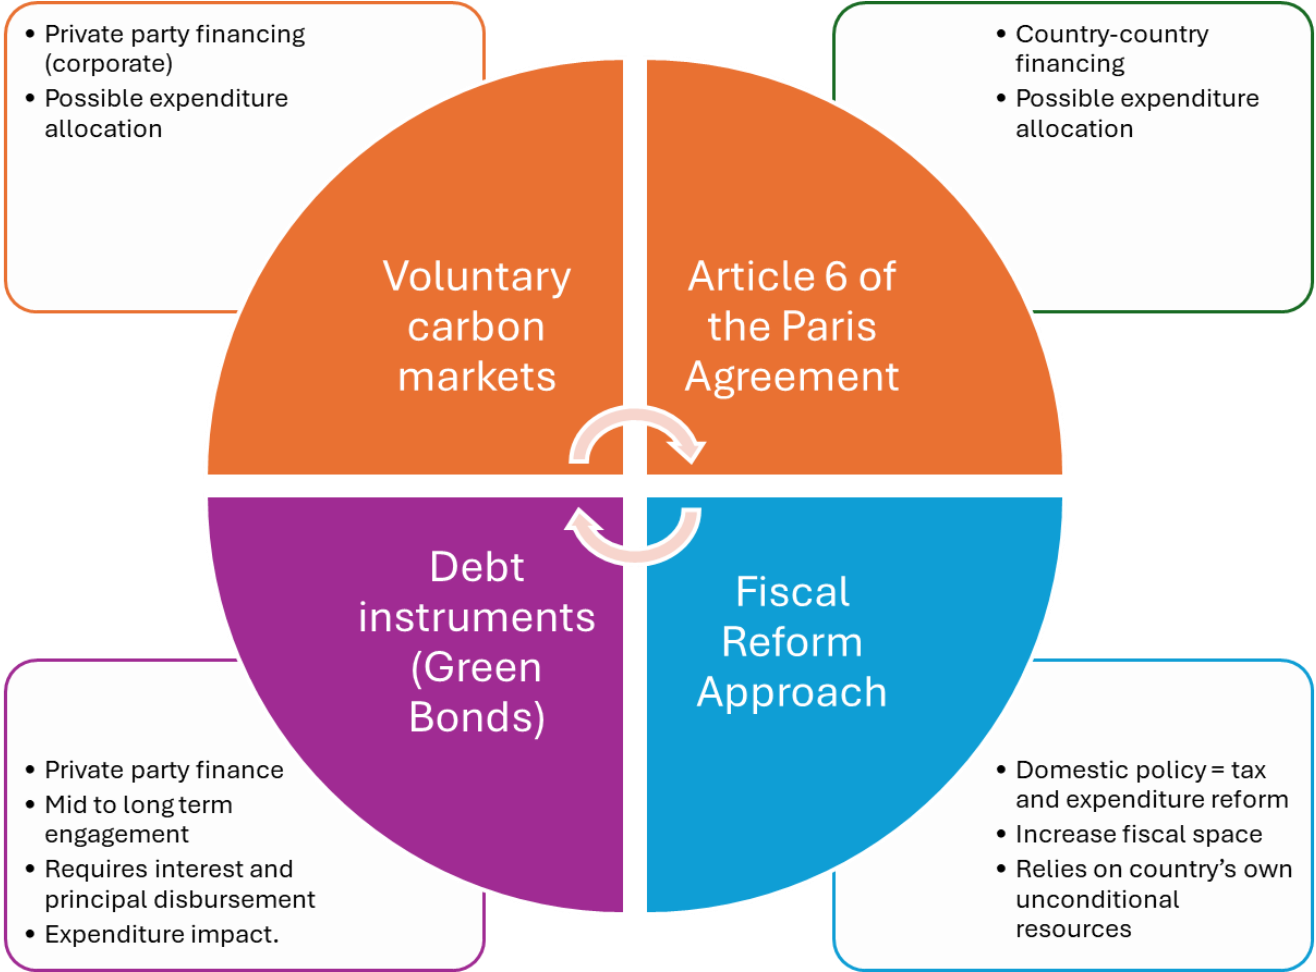 • Private party financing
(corporate)
• Possible expenditure
allocation
• Country-country
financing
• Possible expenditure
allocation
Voluntary
carbon
markets
Article 6 of
the Paris
Agreement
Debt
instruments
(Green
Bonds)
Fiscal
Reform
Approach
• Private party finance
• Mid to long term
engagement
• Requires interest and
principal disbursement
• Expenditure impact.
• Domestic policy = tax
and expenditure reform
• Increase fiscal space
• Relies on country’s own
unconditional
resources